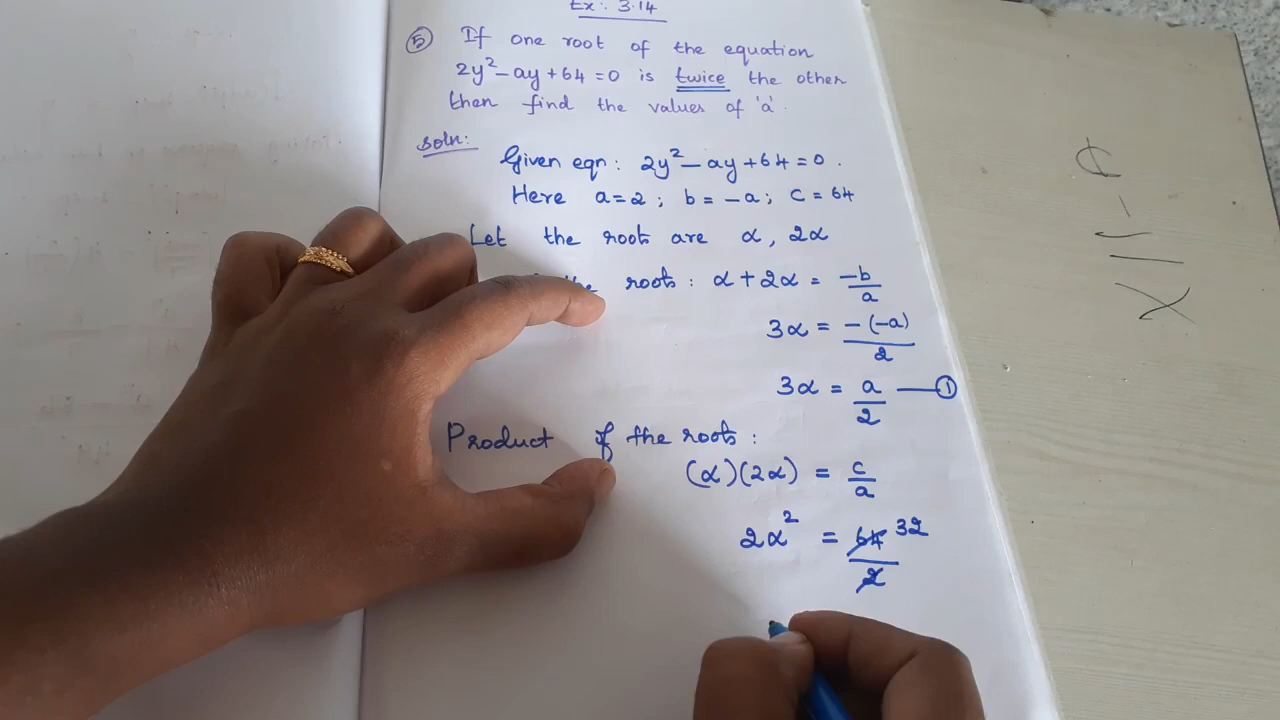 Ex: 3.14
⑤ If one root of the equation
2y²-ay+64=0 is twice the other
then find the values of 'a'.
soln:
Given eqn: 2y²-ay+64=0.
Here a=2; b=-a; c=64
Let the roots are α, 2α
the roots: α+2α = -b/a
3α = -(-a)/2
3α = a/2 — ①
Product of the roots:
(α)(2α) = c/a
2α² = 64/2 32